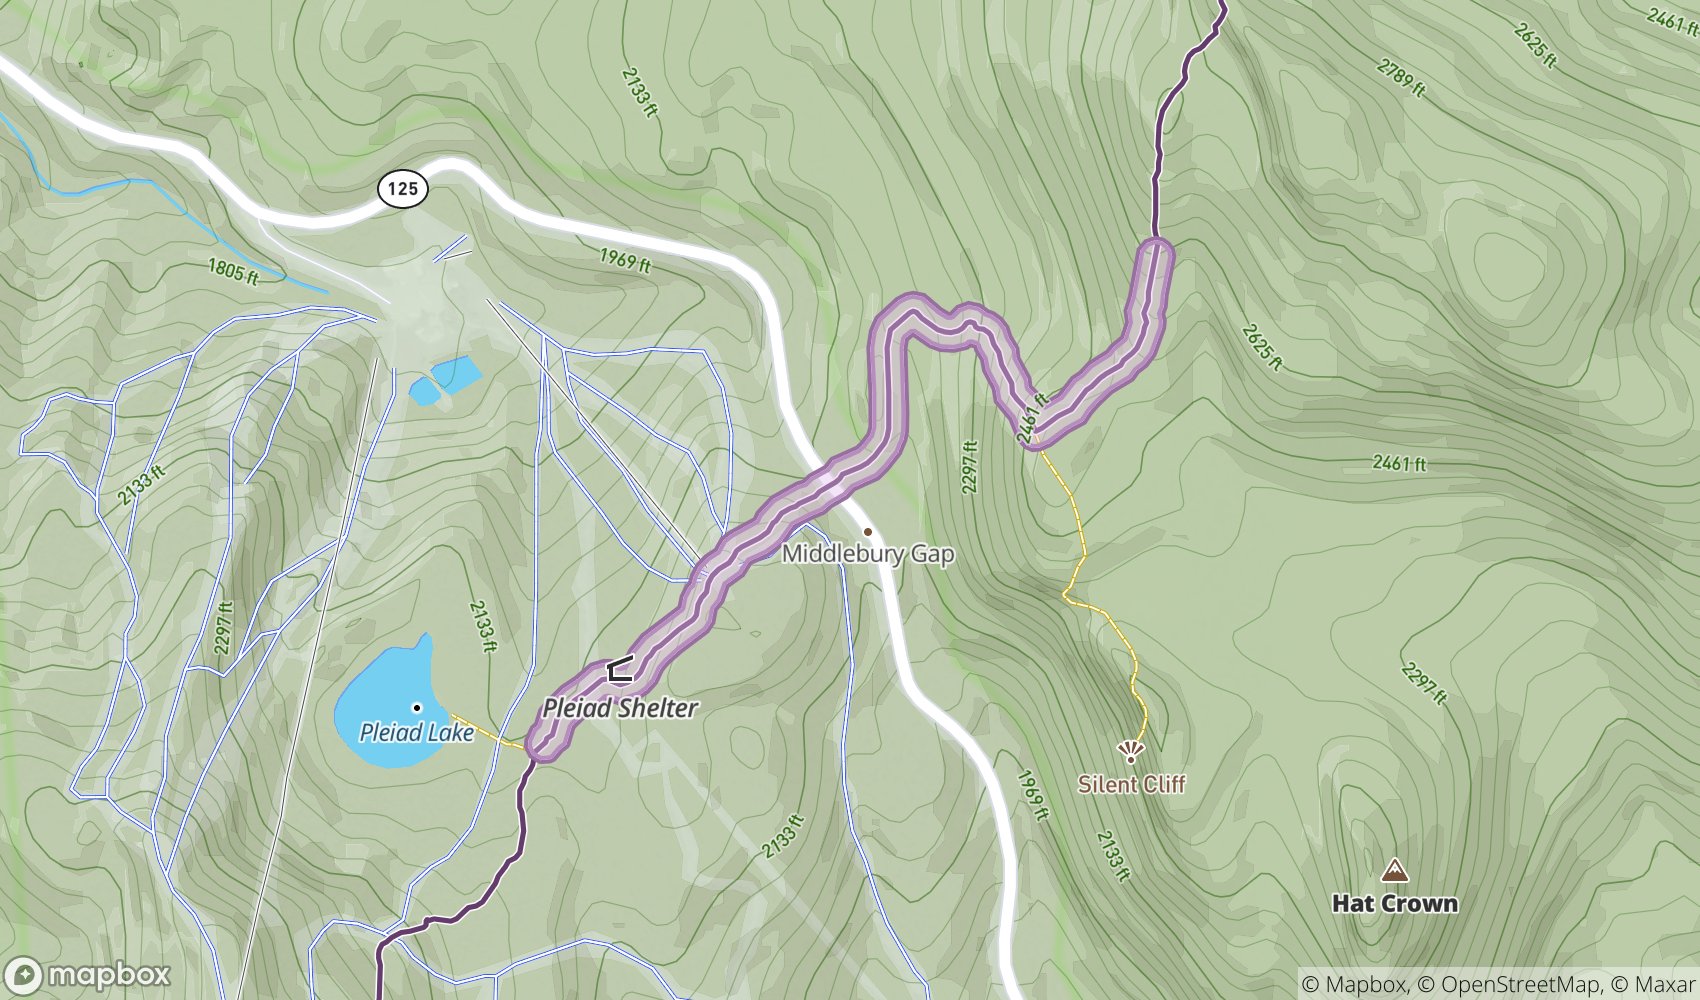 2461 ft
2625 ft
2789 ft
2133 ft
125
1969 ft
1805 ft
2625 ft
2461 ft
2461 ft
2297 ft
2133 ft
Middlebury Gap
2297 ft
2133 ft
2297 ft
Pleiad Shelter
Pleiad Lake
Silent Cliff
1969 ft
2133 ft
2133 ft
Hat Crown
mapbox
© Mapbox, © OpenStreetMap, © Maxar